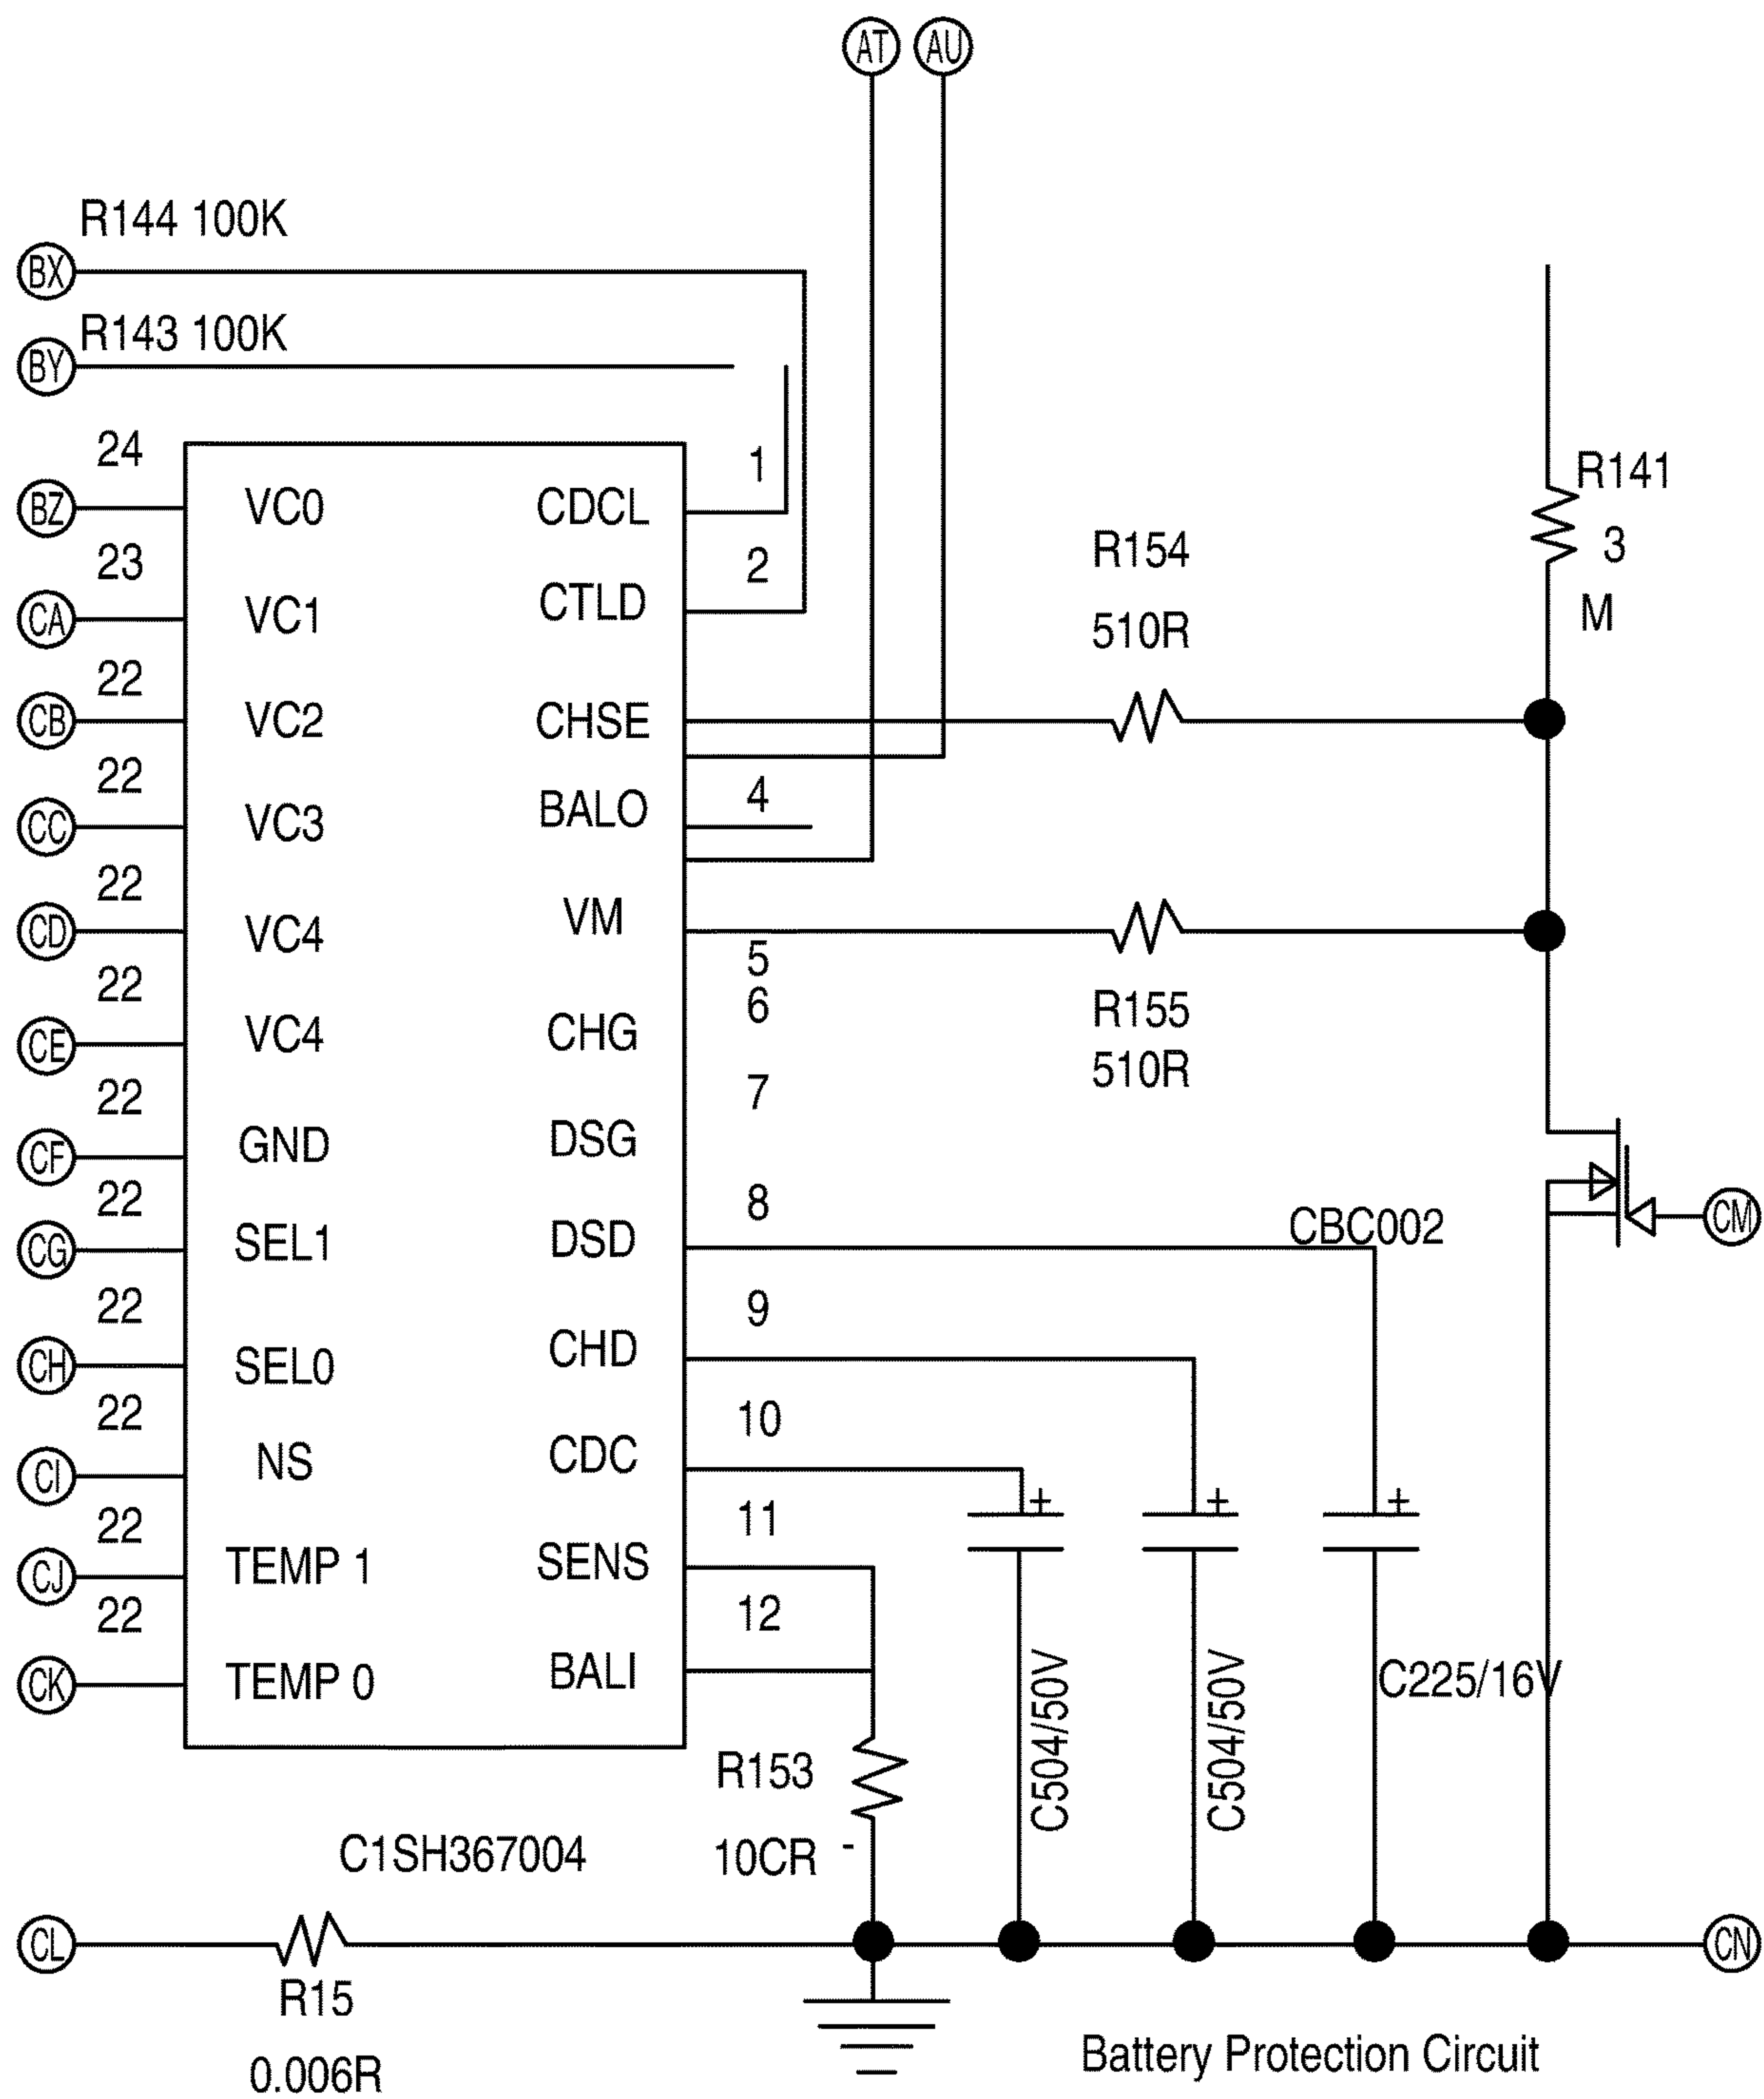 AT AU
R144 100K
BX
R143 100K
BY
24
BZ VC0 CDCL 1
23
CA VC1 CTLD 2
22
CB VC2 CHSE
22
CC VC3 BALO 4
22
CD VC4 VM 5
22
CE VC4 CHG 6
22
CF GND DSG 7
22
CG SEL1 DSD 8
22
CH SEL0 CHD 9
22
CI NS CDC 10
22
CJ TEMP 1 SENS 11
22
CK TEMP 0 BALI 12
R154
510R
R141
3
M
R155
510R
CBC002
CM
+ + +
C504/50V
C504/50V
C225/16V
R153
10CR -
C1SH367004
CL
R15
0.006R
CN
Battery Protection Circuit